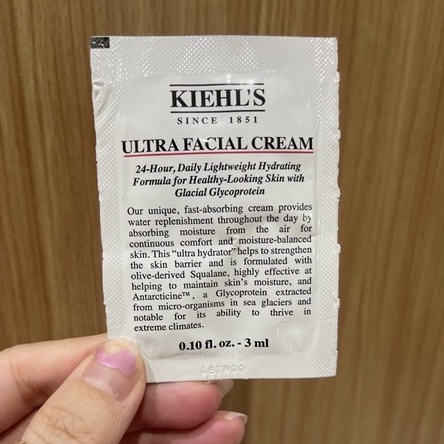 KIEHL'S
SINCE 1851
ULTRA FACIAL CREAM
24-Hour, Daily Lightweight Hydrating
Formula for Healthy-Looking Skin with
Glacial Glycoprotein
Our unique, fast-absorbing cream provides
water replenishment throughout the day by
absorbing moisture from the air for
continuous comfort and moisture-balanced
skin. This "ultra hydrator" helps to strengthen
the skin barrier and is formulated with
olive-derived Squalane, highly effective at
helping to maintain skin's moisture, and
Antarcticine™, a Glycoprotein extracted
from micro-organisms in sea glaciers and
notable for its ability to thrive in
extreme climates.
0.10 fl. oz. - 3 ml